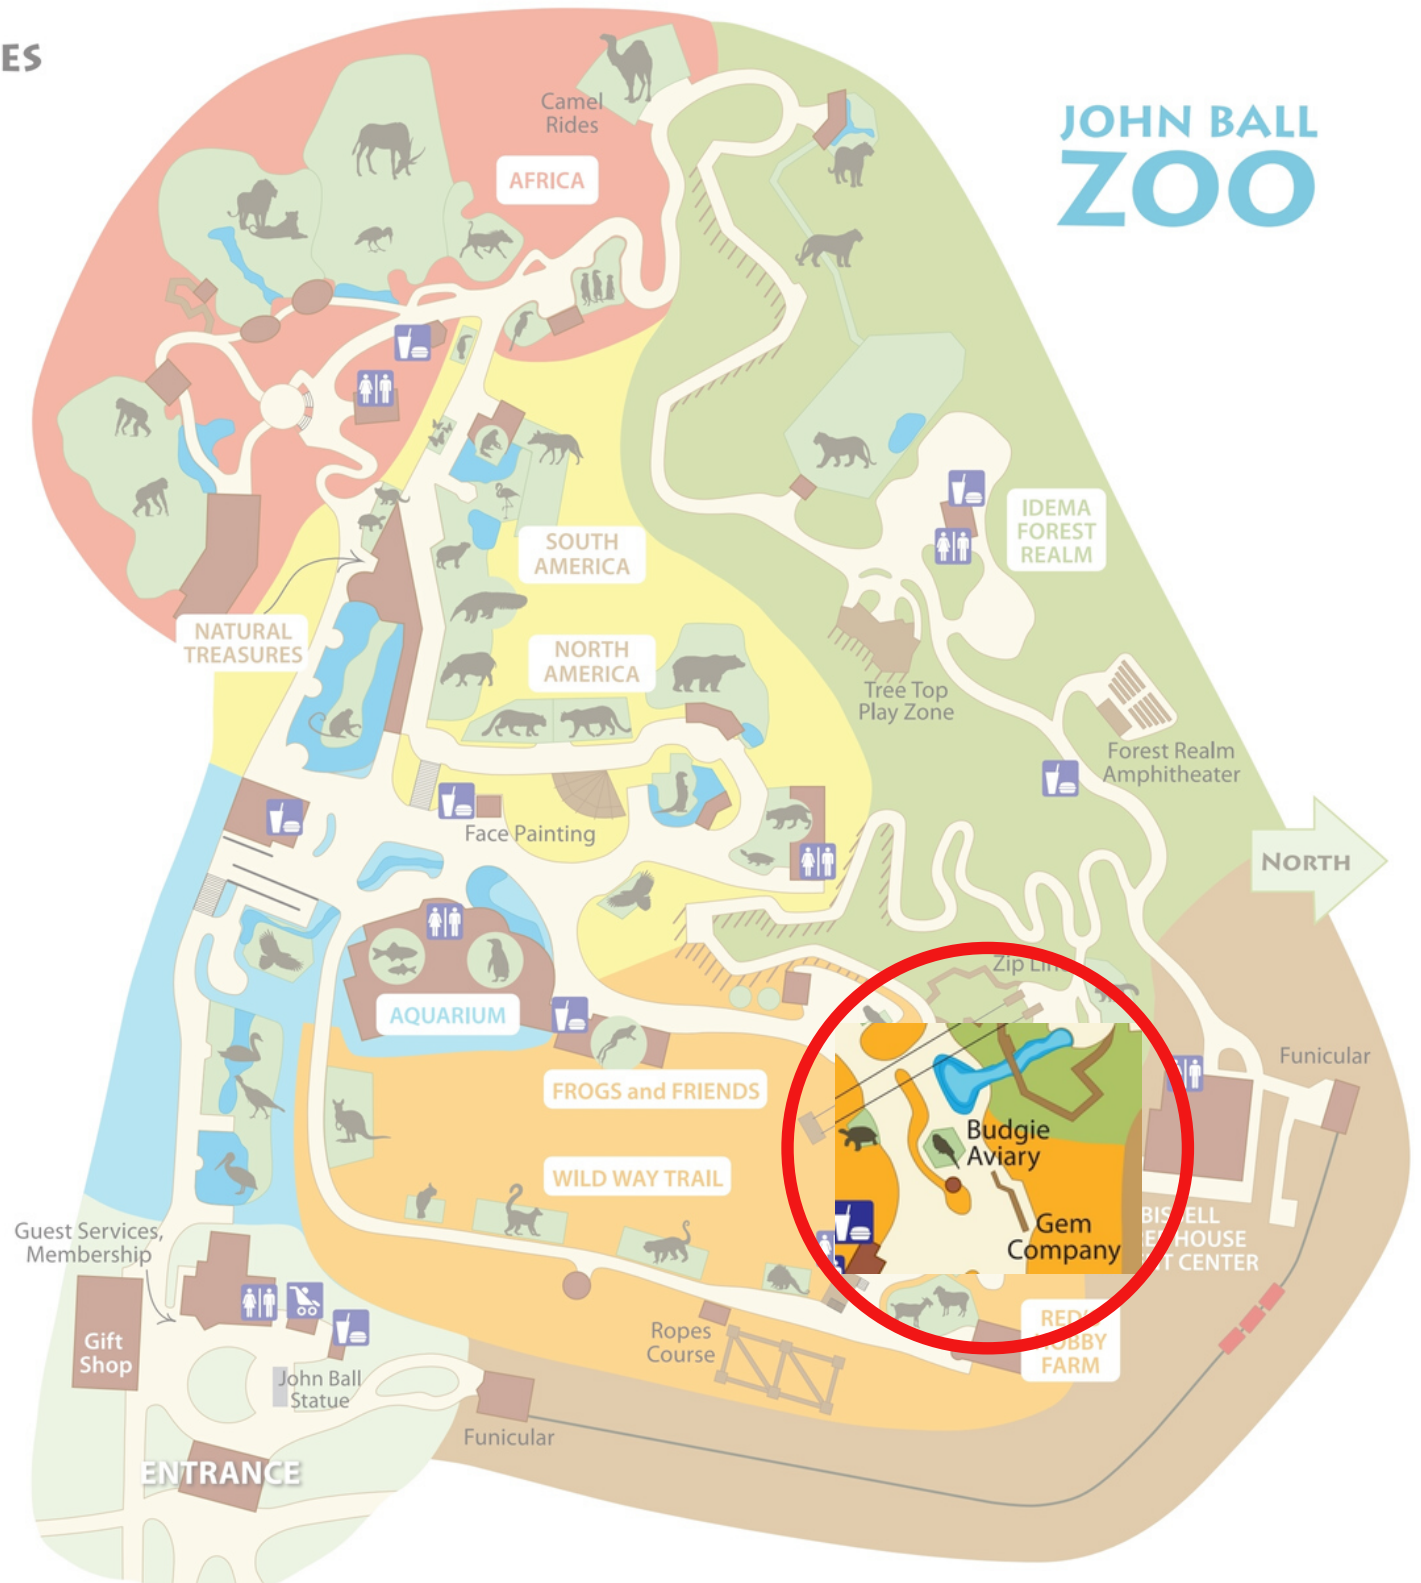 ES
JOHN BALL
ZOO
Camel
Rides
AFRICA
IDEMA
FOREST
REALM
SOUTH
AMERICA
NATURAL
TREASURES
NORTH
AMERICA
Tree Top
Play Zone
Forest Realm
Amphitheater
Face Painting
NORTH
Zip Line
AQUARIUM
Funicular
FROGS and FRIENDS
Budgie
Aviary
WILD WAY TRAIL
Gem
Company
Guest Services,
Membership
CENTER
Gift
Shop
Ropes
Course
FARM
John Ball
Statue
Funicular
ENTRANCE